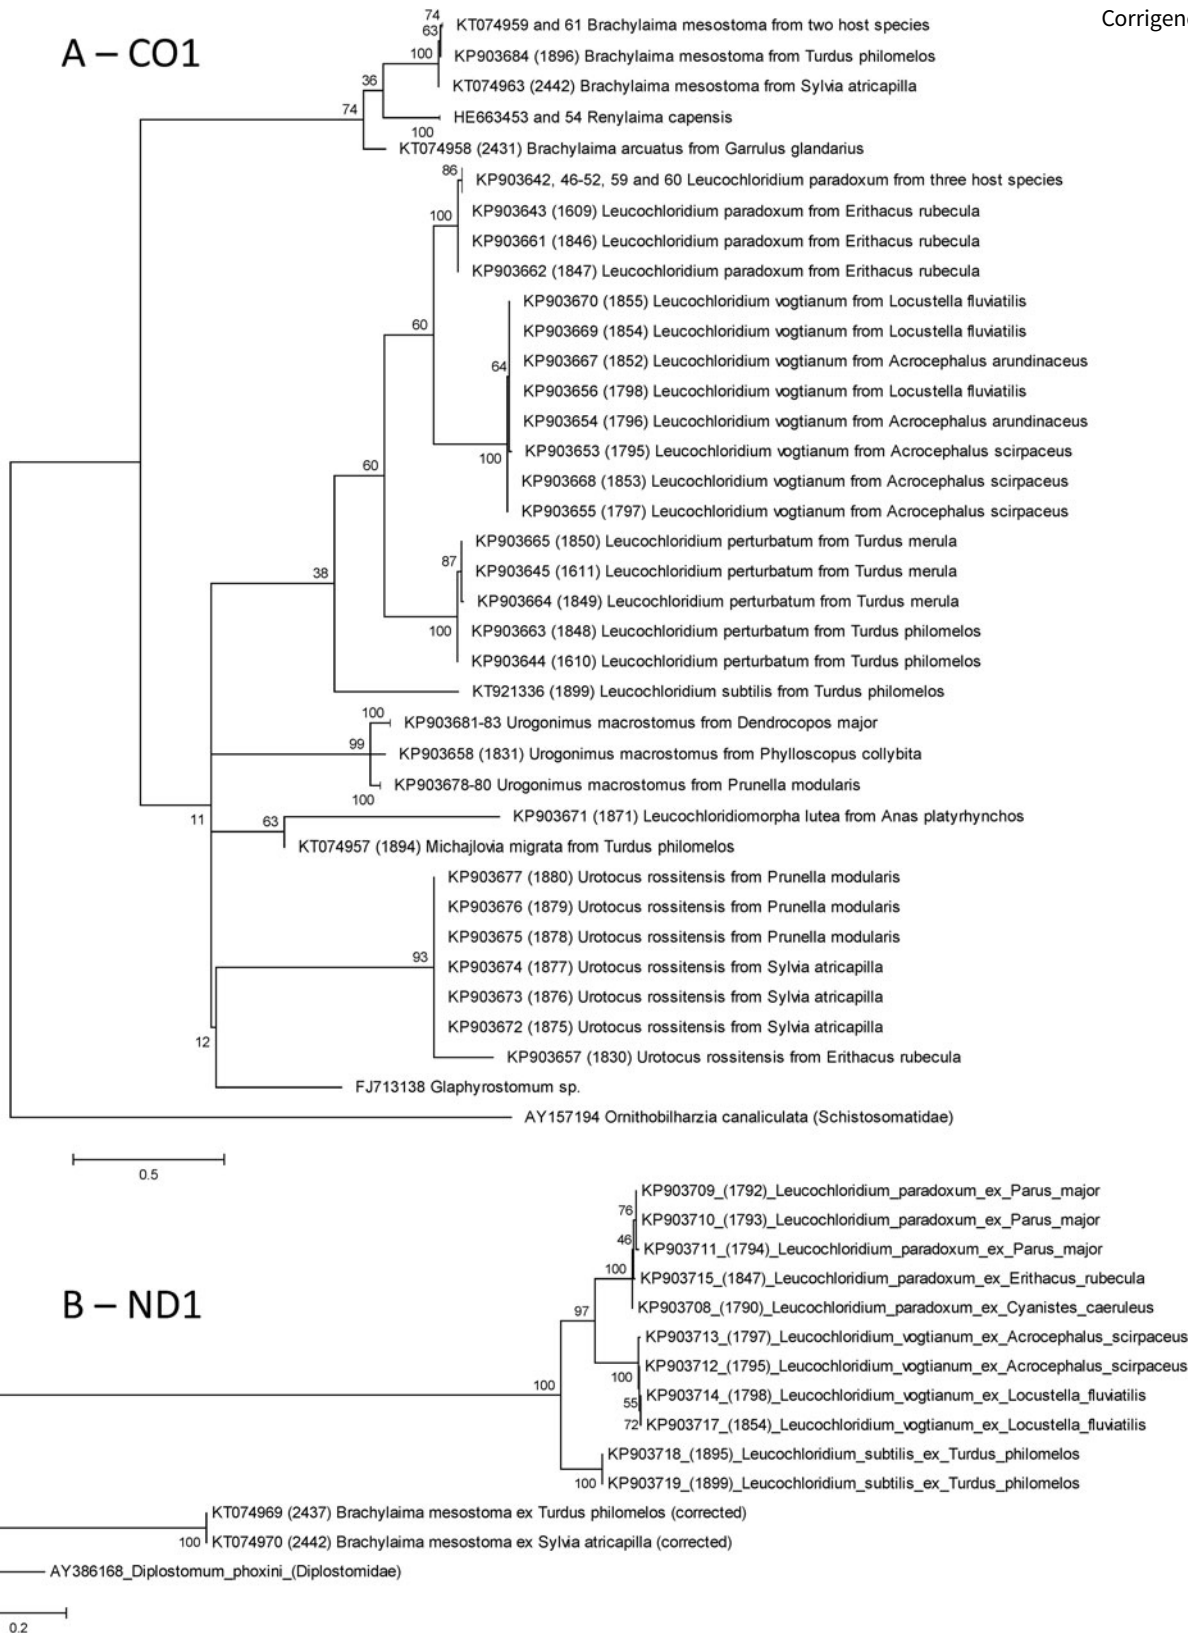 Corrigen
A – CO1
74
KT074959 and 61 Brachylaima mesostoma from two host species
63
100
KP903684 (1896) Brachylaima mesostoma from Turdus philomelos
36
KT074963 (2442) Brachylaima mesostoma from Sylvia atricapilla
74
HE663453 and 54 Renylaima capensis
100
KT074958 (2431) Brachylaima arcuatus from Garrulus glandarius
86
KP903642, 46-52, 59 and 60 Leucochloridium paradoxum from three host species
100
KP903643 (1609) Leucochloridium paradoxum from Erithacus rubecula
KP903661 (1846) Leucochloridium paradoxum from Erithacus rubecula
KP903662 (1847) Leucochloridium paradoxum from Erithacus rubecula
KP903670 (1855) Leucochloridium vogtianum from Locustella fluviatilis
60
KP903669 (1854) Leucochloridium vogtianum from Locustella fluviatilis
64
KP903667 (1852) Leucochloridium vogtianum from Acrocephalus arundinaceus
KP903656 (1798) Leucochloridium vogtianum from Locustella fluviatilis
KP903654 (1796) Leucochloridium vogtianum from Acrocephalus arundinaceus
KP903653 (1795) Leucochloridium vogtianum from Acrocephalus scirpaceus
100
60
KP903668 (1853) Leucochloridium vogtianum from Acrocephalus scirpaceus
KP903655 (1797) Leucochloridium vogtianum from Acrocephalus scirpaceus
KP903665 (1850) Leucochloridium perturbatum from Turdus merula
87
38
KP903645 (1611) Leucochloridium perturbatum from Turdus merula
KP903664 (1849) Leucochloridium perturbatum from Turdus merula
100
KP903663 (1848) Leucochloridium perturbatum from Turdus philomelos
KP903644 (1610) Leucochloridium perturbatum from Turdus philomelos
KT921336 (1899) Leucochloridium subtilis from Turdus philomelos
100
KP903681-83 Urogonimus macrostomus from Dendrocopos major
99
KP903658 (1831) Urogonimus macrostomus from Phylloscopus collybita
KP903678-80 Urogonimus macrostomus from Prunella modularis
100
11
63
KP903671 (1871) Leucochloridiomorpha lutea from Anas platyrhynchos
KT074957 (1894) Michajlovia migrata from Turdus philomelos
KP903677 (1880) Urotocus rossitensis from Prunella modularis
KP903676 (1879) Urotocus rossitensis from Prunella modularis
KP903675 (1878) Urotocus rossitensis from Prunella modularis
93
KP903674 (1877) Urotocus rossitensis from Sylvia atricapilla
KP903673 (1876) Urotocus rossitensis from Sylvia atricapilla
KP903672 (1875) Urotocus rossitensis from Sylvia atricapilla
12
KP903657 (1830) Urotocus rossitensis from Erithacus rubecula
FJ713138 Glaphyrostomum sp.
AY157194 Ornithobilharzia canaliculata (Schistosomatidae)
0.5
B – ND1
KP903709_(1792)_Leucochloridium_paradoxum_ex_Parus_major
76
KP903710_(1793)_Leucochloridium_paradoxum_ex_Parus_major
46
KP903711_(1794)_Leucochloridium_paradoxum_ex_Parus_major
100
KP903715_(1847)_Leucochloridium_paradoxum_ex_Erithacus_rubecula
97
KP903708_(1790)_Leucochloridium_paradoxum_ex_Cyanistes_caeruleus
KP903713_(1797)_Leucochloridium_vogtianum_ex_Acrocephalus_scirpaceus
KP903712_(1795)_Leucochloridium_vogtianum_ex_Acrocephalus_scirpaceus
100
100
KP903714_(1798)_Leucochloridium_vogtianum_ex_Locustella_fluviatilis
55
72
KP903717_(1854)_Leucochloridium_vogtianum_ex_Locustella_fluviatilis
KP903718_(1895)_Leucochloridium_subtilis_ex_Turdus_philomelos
100
KP903719_(1899)_Leucochloridium_subtilis_ex_Turdus_philomelos
KT074969 (2437) Brachylaima mesostoma ex Turdus philomelos (corrected)
100
KT074970 (2442) Brachylaima mesostoma ex Sylvia atricapilla (corrected)
AY386168_Diplostomum_phoxini_(Diplostomidae)
0.2